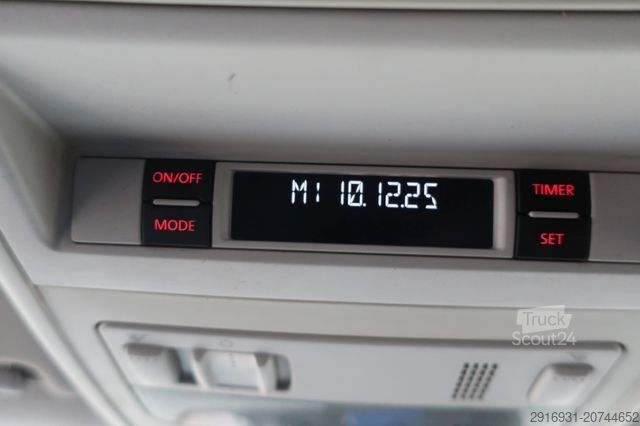 ON/OFF
MODE
Mi 10.12.25
TIMER
SET
Truck
Scout24
2916931-20744652